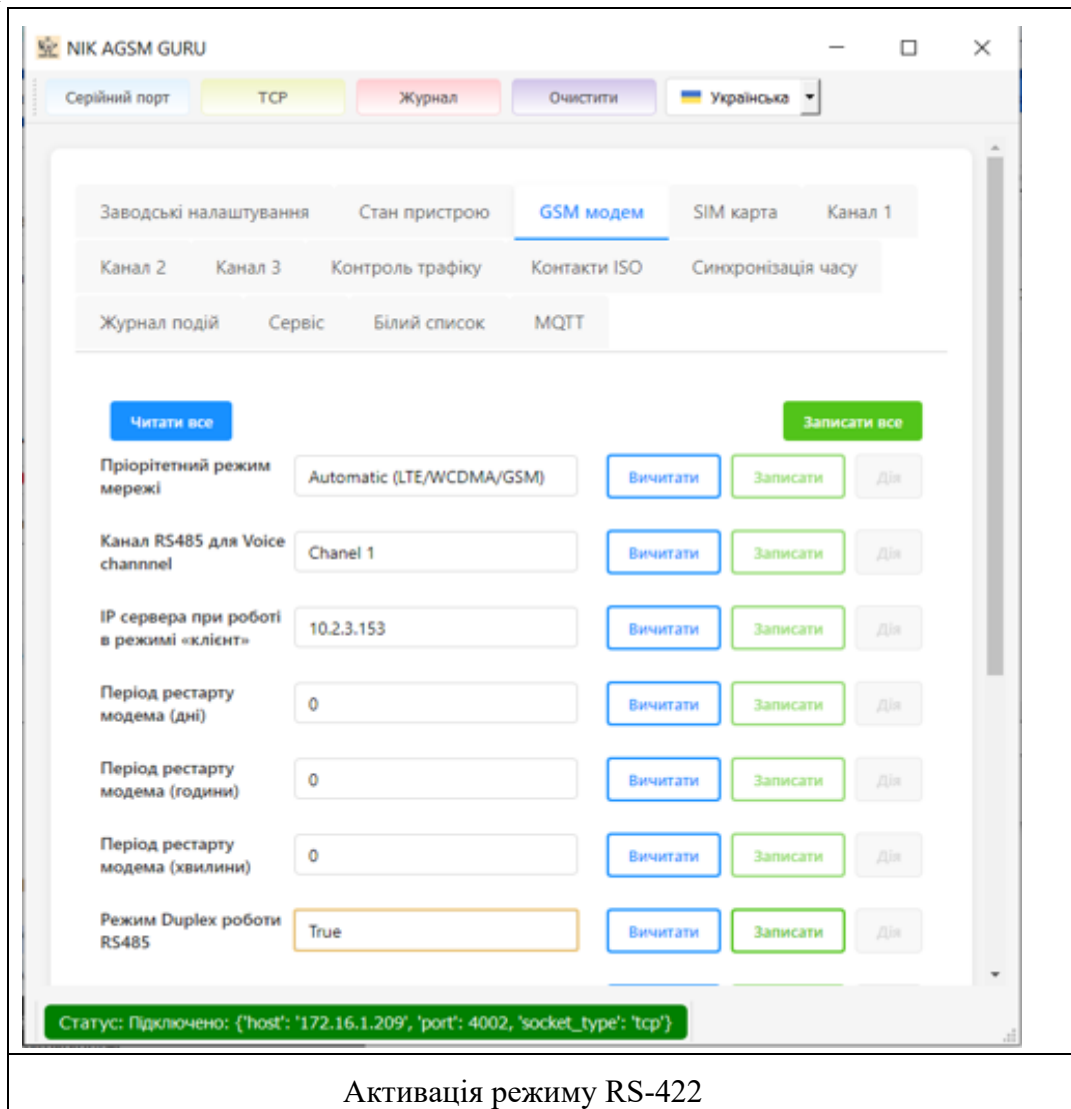 NIK AGSM GURU
Серійний порт TCP Журнал Очистити Українська
Заводські налаштування Стан пристрою GSM модем SIM карта Канал 1
Канал 2 Канал 3 Контроль трафіку Контакти ISO Синхронізація часу
Журнал подій Сервіс Білий список MQTT
Читати все Записати все
Пріорітетний режим
мережі
Automatic (LTE/WCDMA/GSM) Вичитати Записати Дія
Канал RS485 для Voice
channnel
Chanel 1 Вичитати Записати Дія
IP сервера при роботі
в режимі «клієнт»
10.2.3.153 Вичитати Записати Дія
Період рестарту
модема (дні)
0 Вичитати Записати Дія
Період рестарту
модема (години)
0 Вичитати Записати Дія
Період рестарту
модема (хвилини)
0 Вичитати Записати Дія
Режим Duplex роботи
RS485
True Вичитати Записати Дія
Статус: Підключено: {'host': '172.16.1.209', 'port': 4002, 'socket_type': 'tcp'}
Активація режиму RS-422